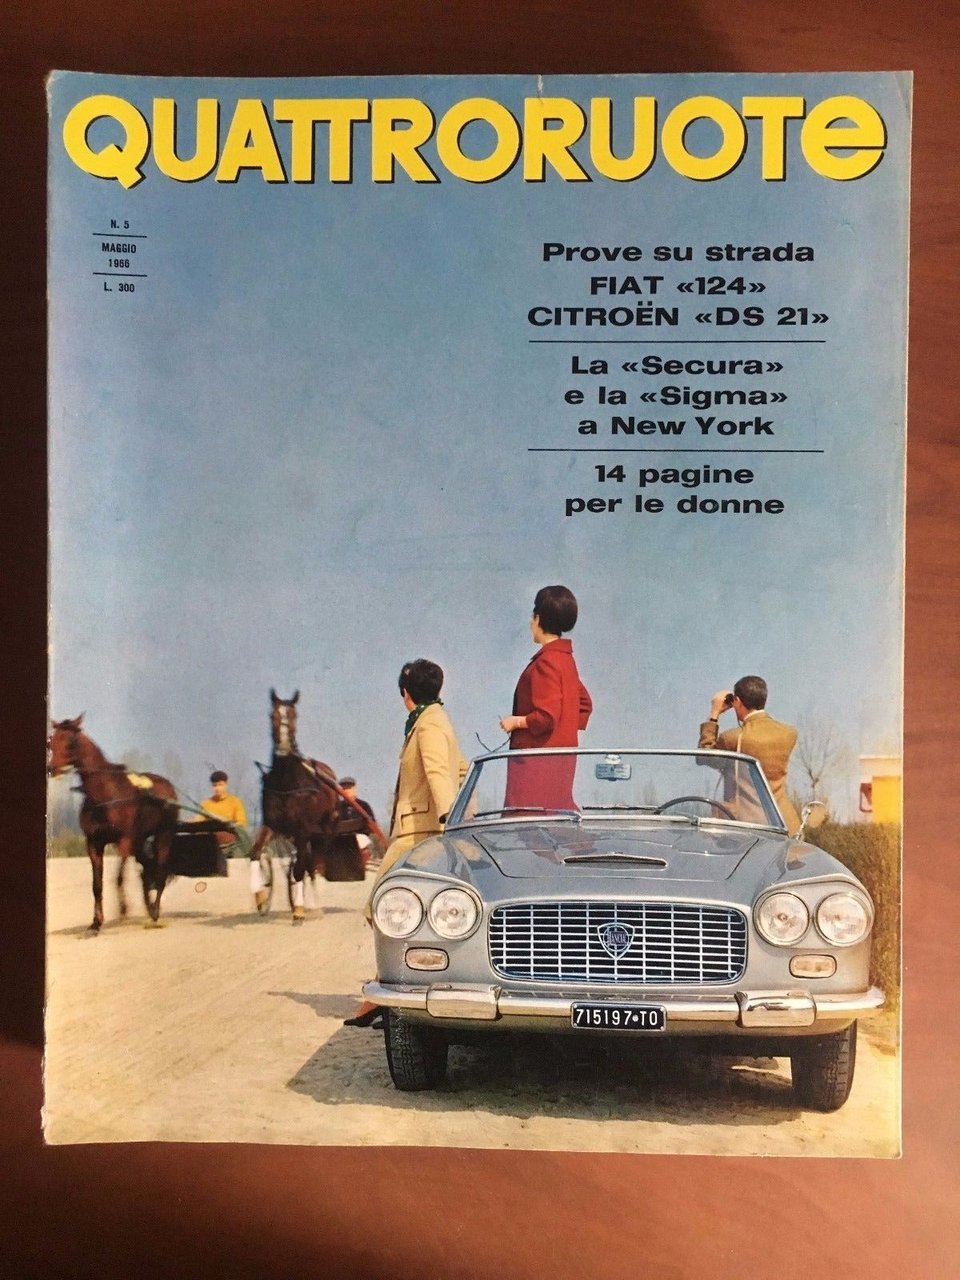 QUATTRORUOTE
N. 5
MAGGIO
1966
L. 300
Prove su strada
FIAT «124»
CITROËN «DS 21»
La «Secura»
e la «Sigma»
a New York
14 pagine
per le donne
LANCIA
715197•TO